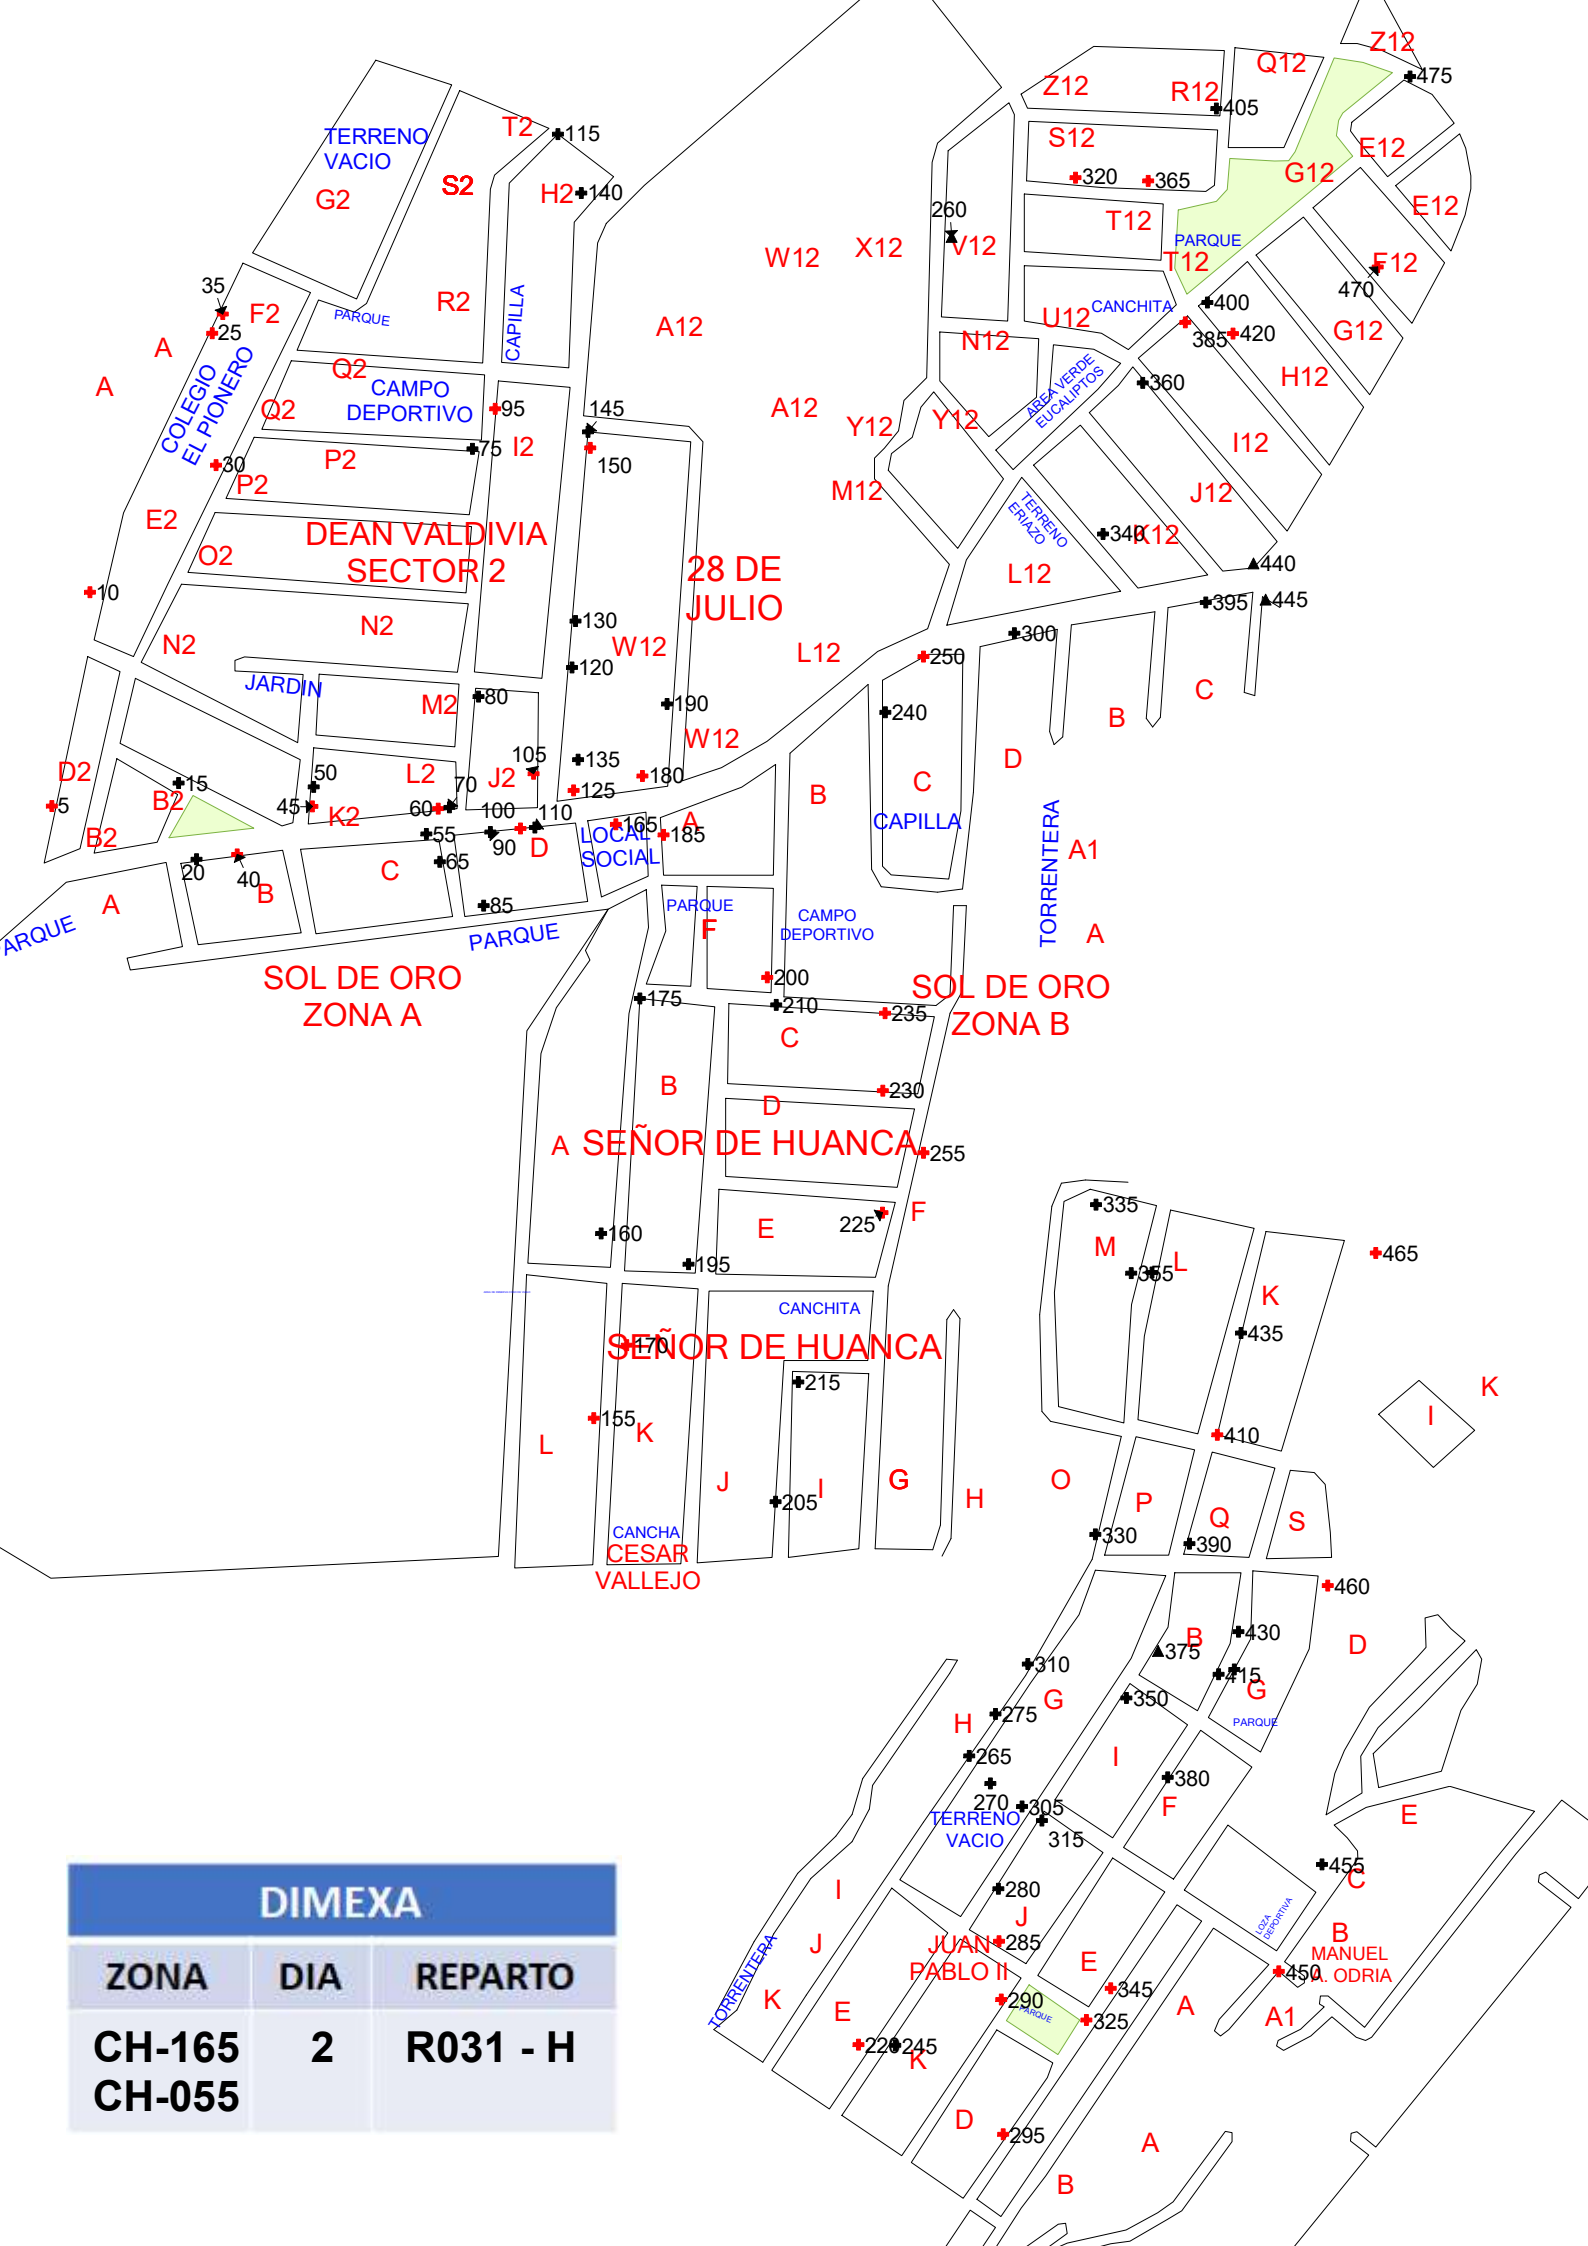 Z12
Q12
475
Z12
R12
405
TERRENO
VACIO
T2
115
S12
E12
G12
S2
G2
H2
140
320
365
E12
260
T12
PARQUE
X12
V12
W12
T12
F12
470
35
F2
R2
PARQUE
CAPILLA
400
CANCHITA
U12
25
A
A12
N12
385
420
G12
COLEGIO
EL PIONERO
Q2
CAMPO
DEPORTIVO
A
AREA VERDE
EUCALIPTOS
360
H12
Q2
95
A12
145
Y12
Y12
75
I2
150
I12
30
P2
P2
M12
J12
E2
TERRENO
ERIAZO
DEAN VALDIVIA
SECTOR 2
340
K12
O2
28 DE
JULIO
L12
440
10
395
445
130
300
N2
N2
W12
L12
250
120
JARDIN
M2
80
190
240
C
B
W12
135
D
105
D2
L2
J2
180
50
70
15
B2
5
45
K2
60
125
B
C
100
110
CAPILLA
TORRENTERA
B2
55
90
D
LOCAL
SOCIAL
165
A
185
A1
20
40
C
65
B
A
85
PARQUE
F
CAMPO
DEPORTIVO
A
ARQUE
PARQUE
SOL DE ORO
ZONA A
200
SOL DE ORO
ZONA B
175
210
235
C
B
230
D
A
SEÑOR DE HUANCA
255
335
225
F
E
160
M
L
465
195
355
K
CANCHITA
435
SEÑOR DE HUANCA
170
215
K
155
K
I
410
L
J
I
G
H
O
P
205
Q
S
CANCHA
CESAR
VALLEJO
330
390
460
B
430
D
375
310
415
G
350
G
H
275
PARQUE
265
I
270
380
305
F
TERRENO
VACIO
315
E
455
C
DIMEXA
I
280
J
LOZA
DEPORTIVA
B
J
JUAN
PABLO II
285
MANUEL
A. ODRIA
TORRENTERA
E
450
ZONA DIA REPARTO
345
K
290
A
A1
E
PARQUE
325
CH-165 2 R031 - H
CH-055
245
K
D
295
A
B